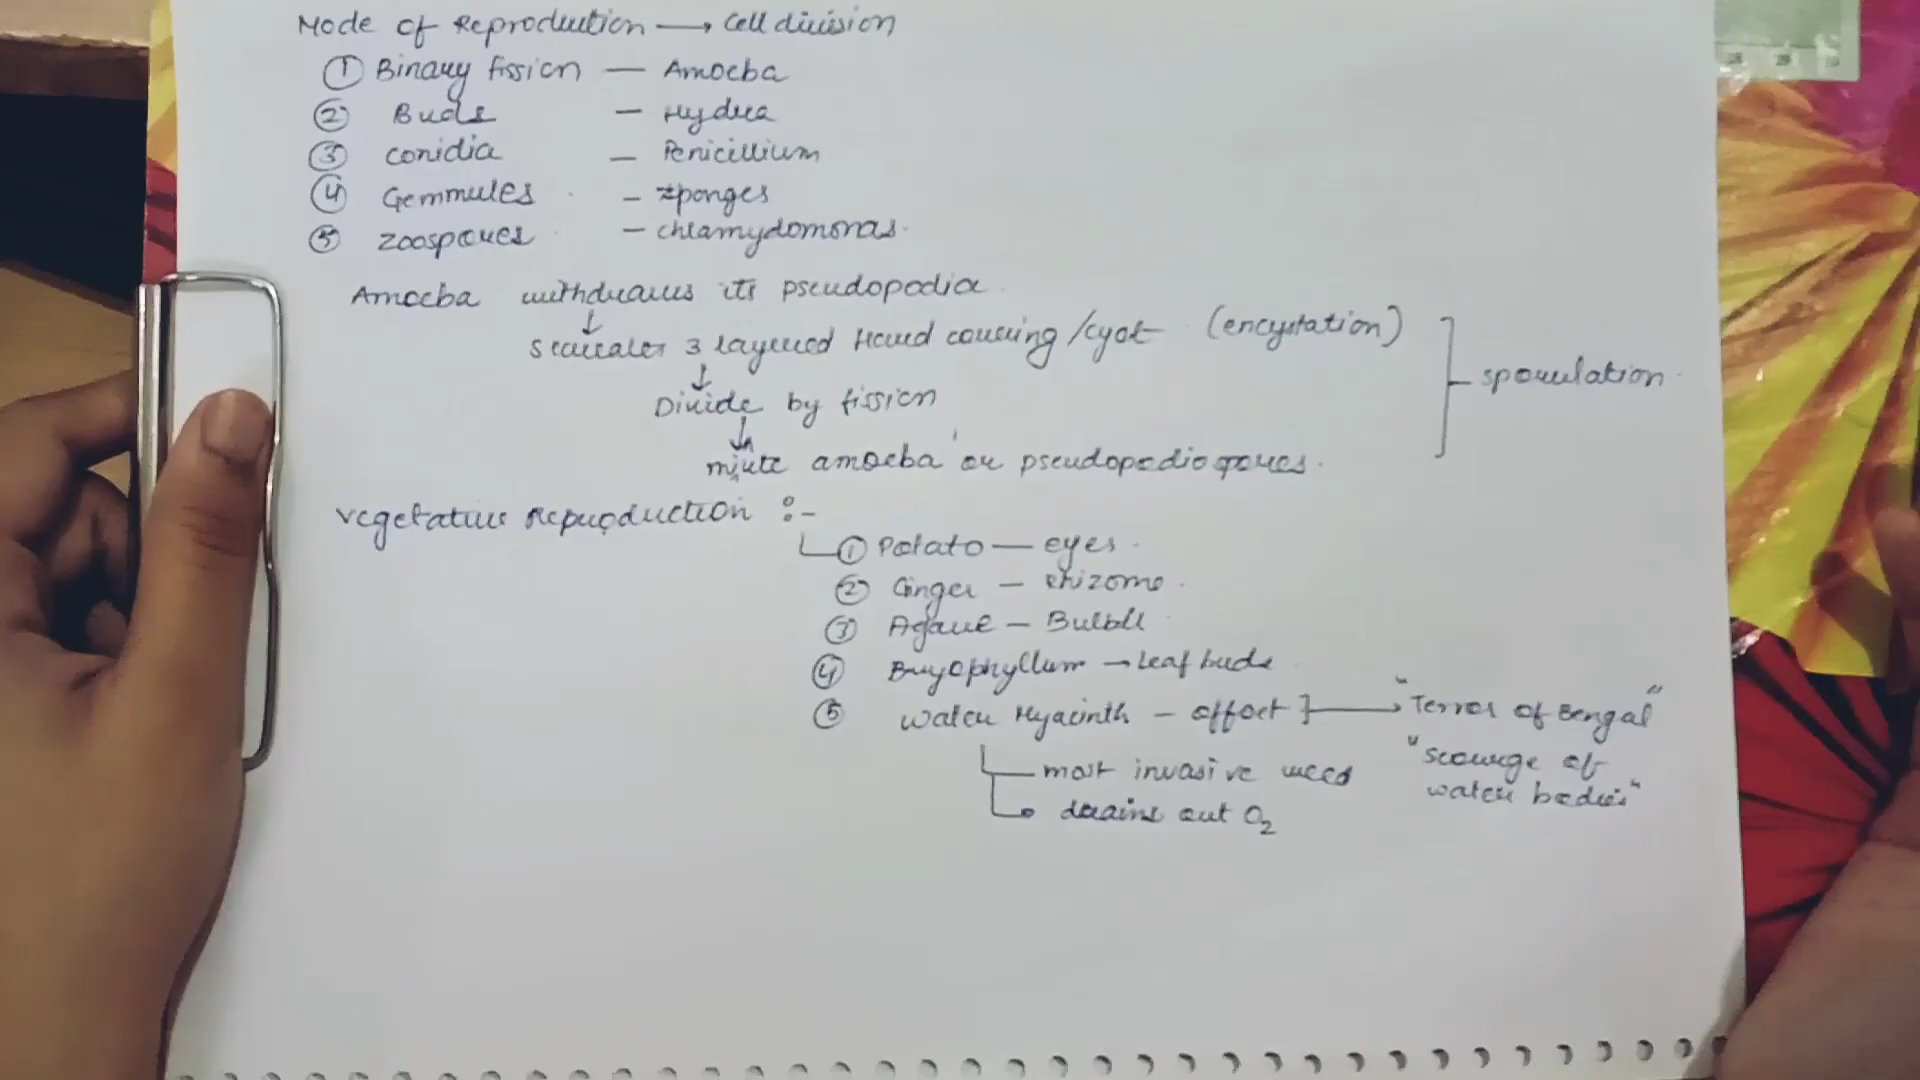 Mode of Reproduction → Cell division
① Binary fission — Amoeba
② Buds — Hydra
③ conidia — Penicillium
④ Gemmules — sponges
⑤ zoospores — chlamydomonas.
Amoeba withdraws its pseudopodia
↓
3 layered Hard covering /cyst (encystation)
↓
Divide by fission
↓
amoeba or pseudopodiospores.
sporulation
vegetative Reproduction :-
① Potato — eyes
② Ginger — rhizome
③ Agave — Bulbil
④ Bryophyllum → Leaf buds
⑤ Water Hyacinth — offset → "Terror of Bengal"
"scourge of
water bodies"
most invasive weed
drains out O₂